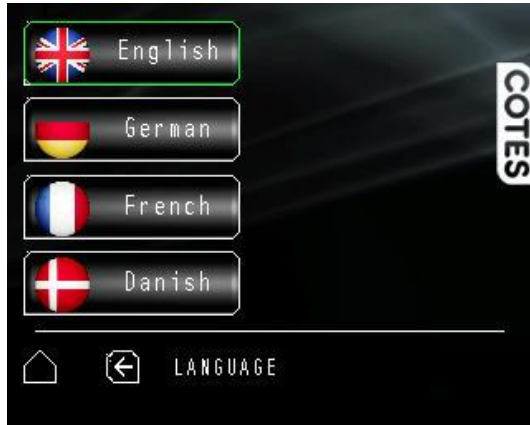 English
German
French
Danish
COTES
LANGUAGE